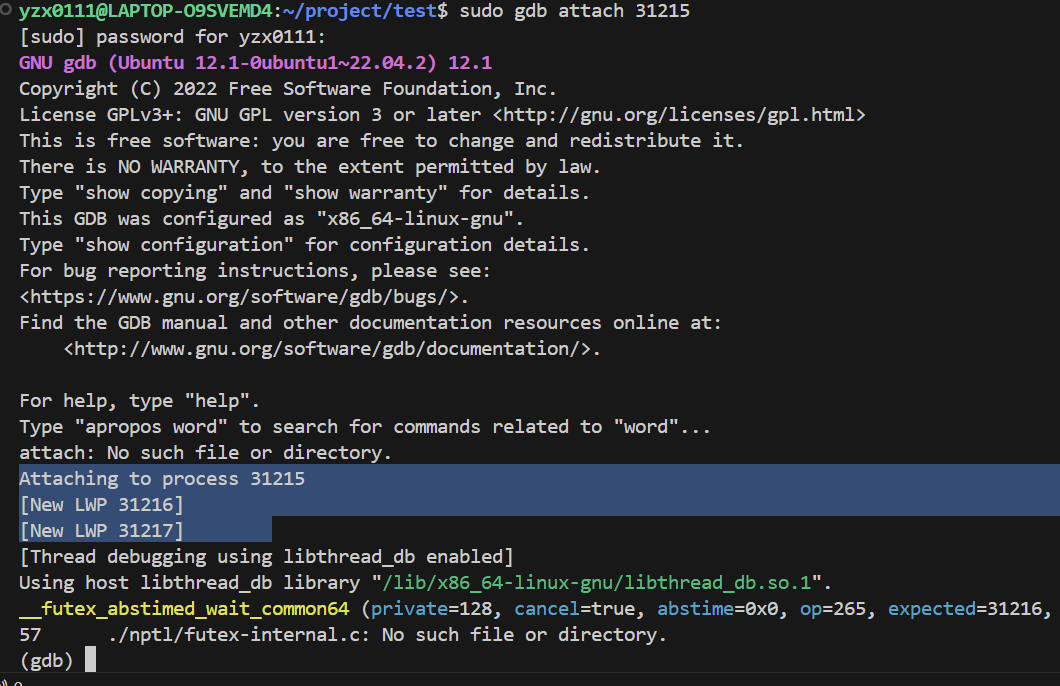 yzx0111@LAPTOP-O9SVEMD4:~/project/test$ sudo gdb attach 31215
[sudo] password for yzx0111:
GNU gdb (Ubuntu 12.1-0ubuntu1~22.04.2) 12.1
Copyright (C) 2022 Free Software Foundation, Inc.
License GPLv3+: GNU GPL version 3 or later <http://gnu.org/licenses/gpl.html>
This is free software: you are free to change and redistribute it.
There is NO WARRANTY, to the extent permitted by law.
Type "show copying" and "show warranty" for details.
This GDB was configured as "x86_64-linux-gnu".
Type "show configuration" for configuration details.
For bug reporting instructions, please see:
<https://www.gnu.org/software/gdb/bugs/>.
Find the GDB manual and other documentation resources online at:
    <http://www.gnu.org/software/gdb/documentation/>.

For help, type "help".
Type "apropos word" to search for commands related to "word"...
attach: No such file or directory.
Attaching to process 31215
[New LWP 31216]
[New LWP 31217]
[Thread debugging using libthread_db enabled]
Using host libthread_db library "/lib/x86_64-linux-gnu/libthread_db.so.1".
__futex_abstimed_wait_common64 (private=128, cancel=true, abstime=0x0, op=265, expected=31216,
57      ./nptl/futex-internal.c: No such file or directory.
(gdb)